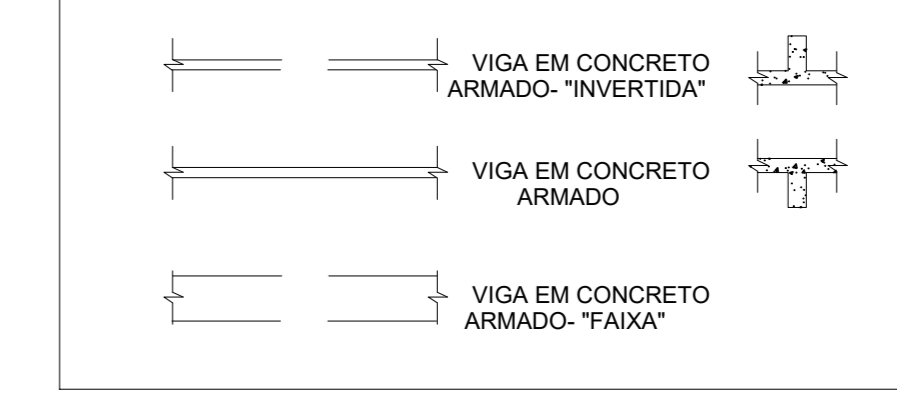 VIGA EM CONCRETO
ARMADO- "INVERTIDA"
VIGA EM CONCRETO
ARMADO
VIGA EM CONCRETO
ARMADO- "FAIXA"